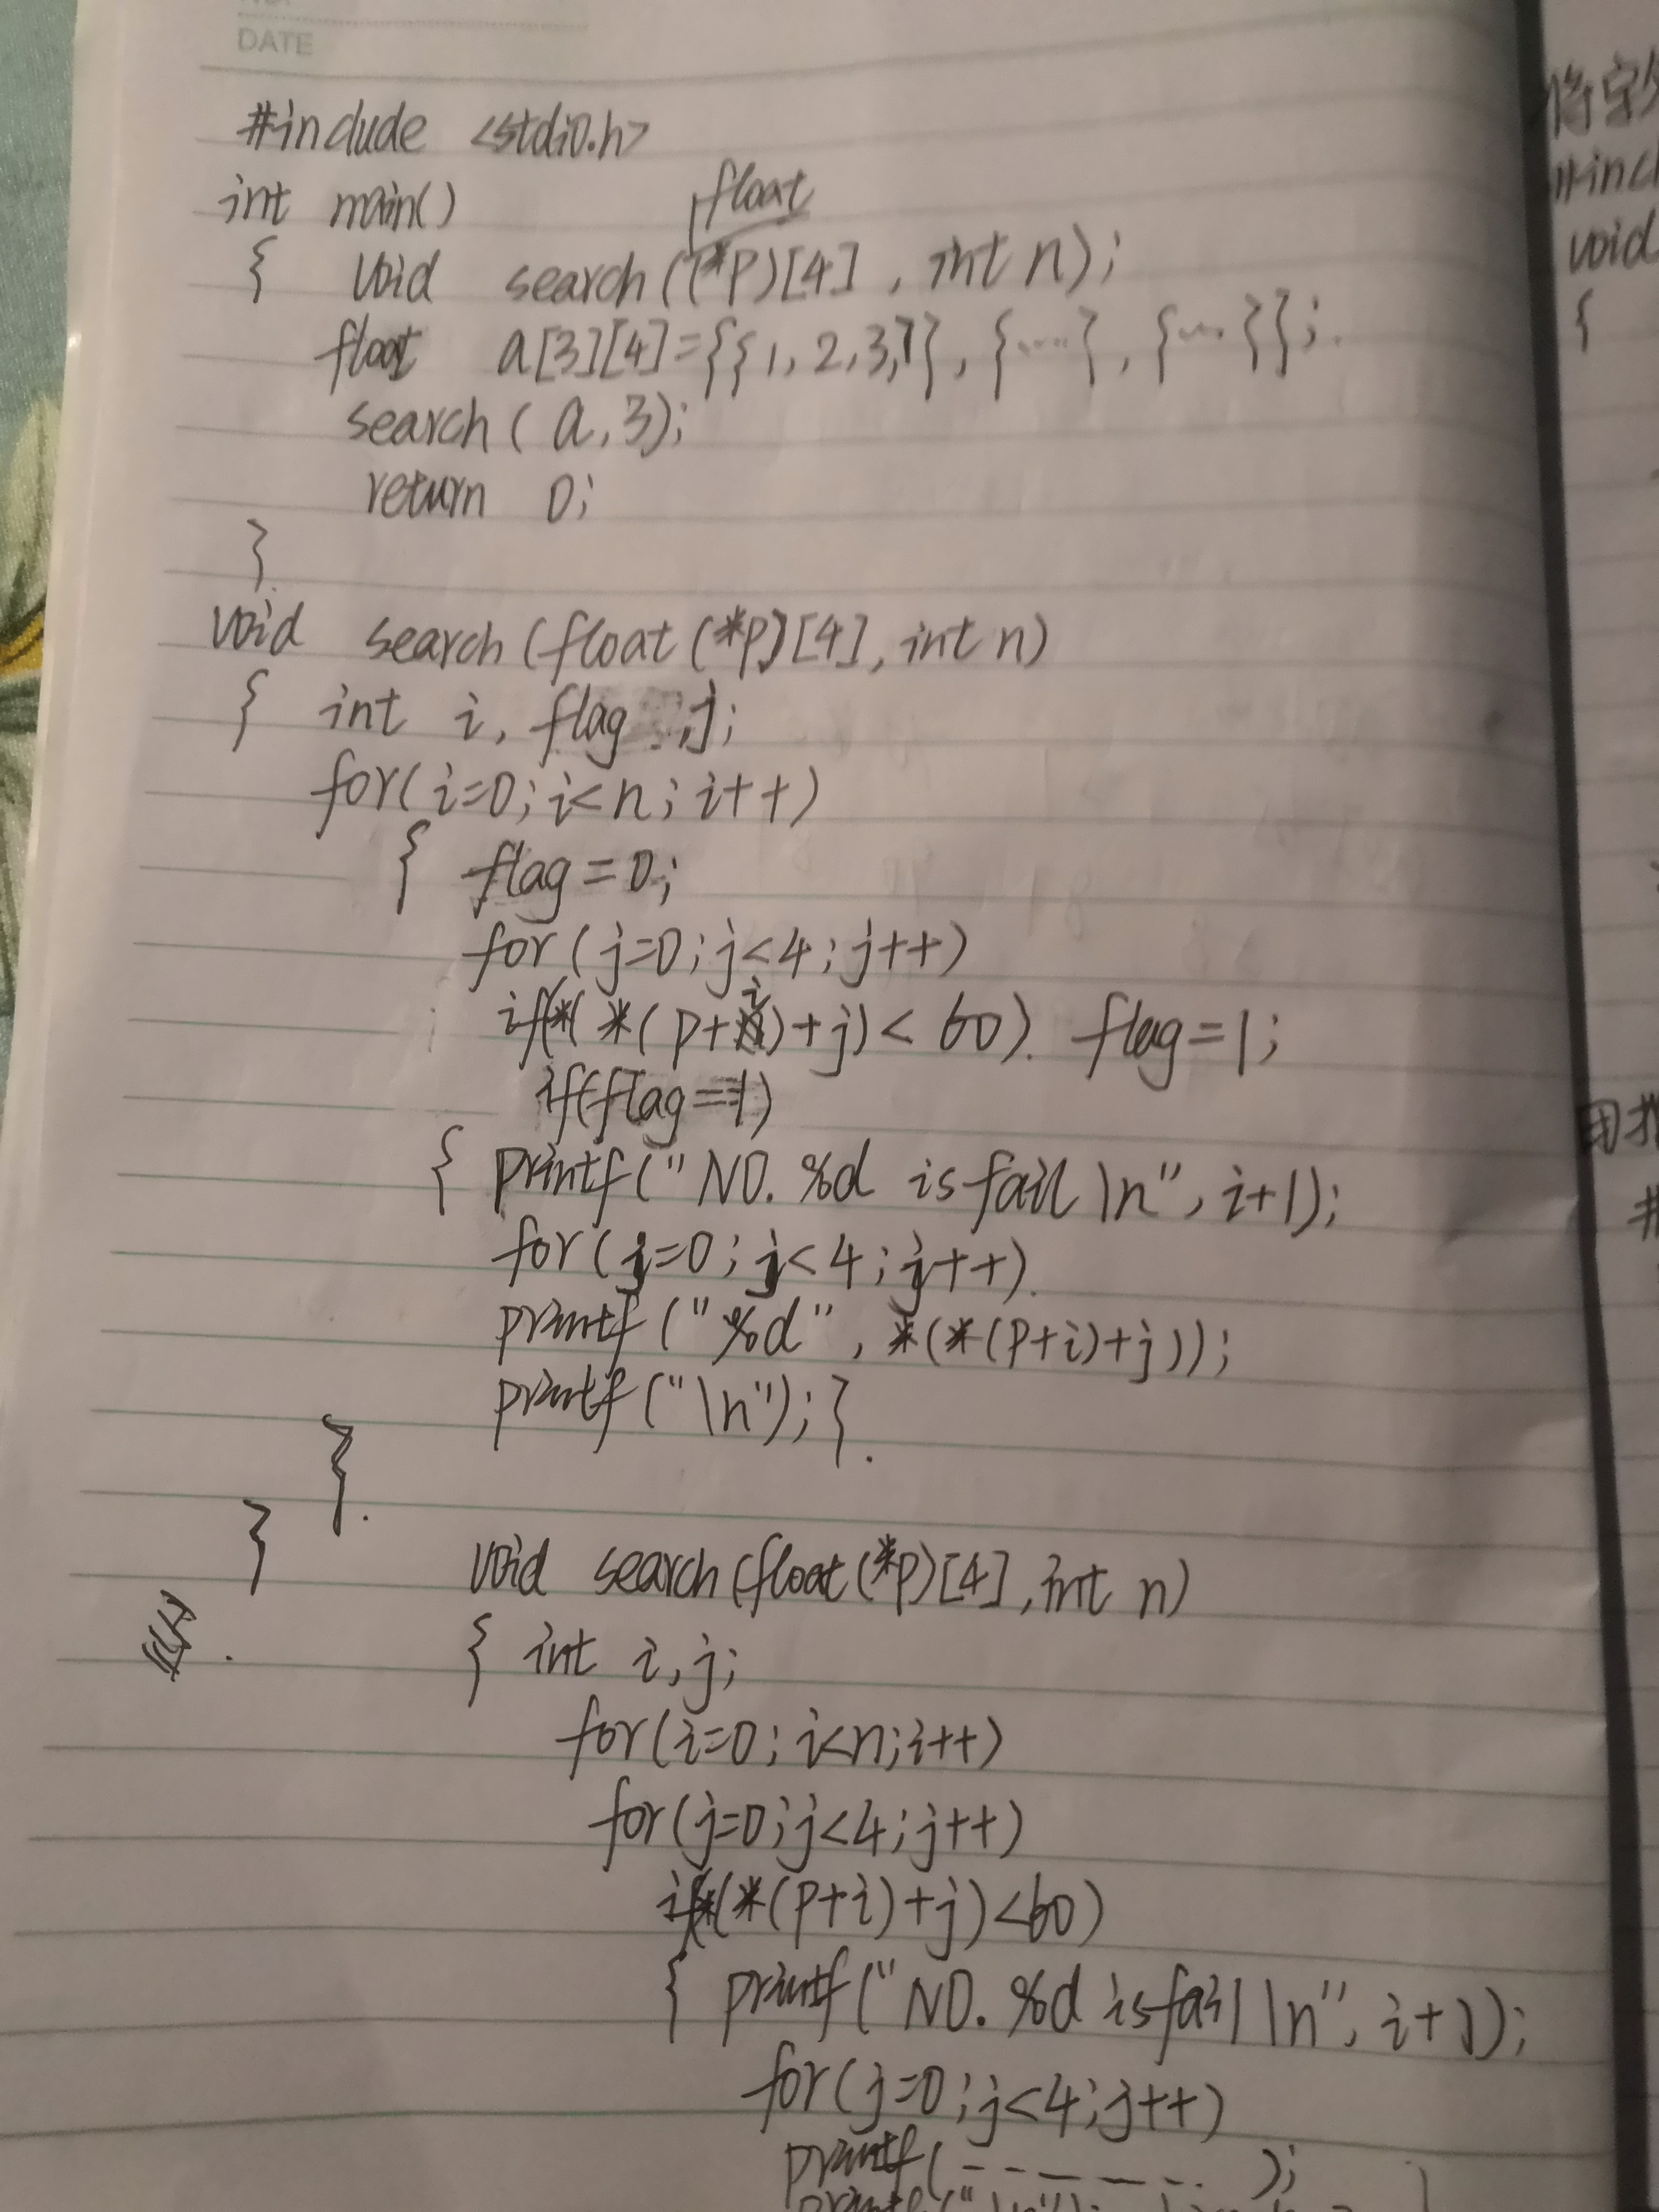 DATE
#include <stdio.h>
int main()
float
{ void search((*p)[4], int n);
float a[3][4]={{1,2,3,7},{....},{...}};
search(a,3);
return 0;
}
void search(float(*p)[4],int n)
{ int i, flag,j;
for(i=0;i<n;i++)
{ flag=0;
for(j=0;j<4;j++)
if(*(*(p+i)+j)<60) flag=1;
if(flag==1)
{ printf("NO.%d is fail\n",i+1);
for(j=0;j<4;j++)
printf("%d",*(*(p+i)+j));
printf("\n");}
}
}
void search(float(*p)[4],int n)
{ int i,j;
for(i=0;i<n;i++)
for(j=0;j<4;j++)
if(*(*(p+i)+j)<60)
{ printf("NO.%d is fail\n",i+1);
for(j=0;j<4;j++)
printf(------);
printf("\n");
#incl
void
{
#